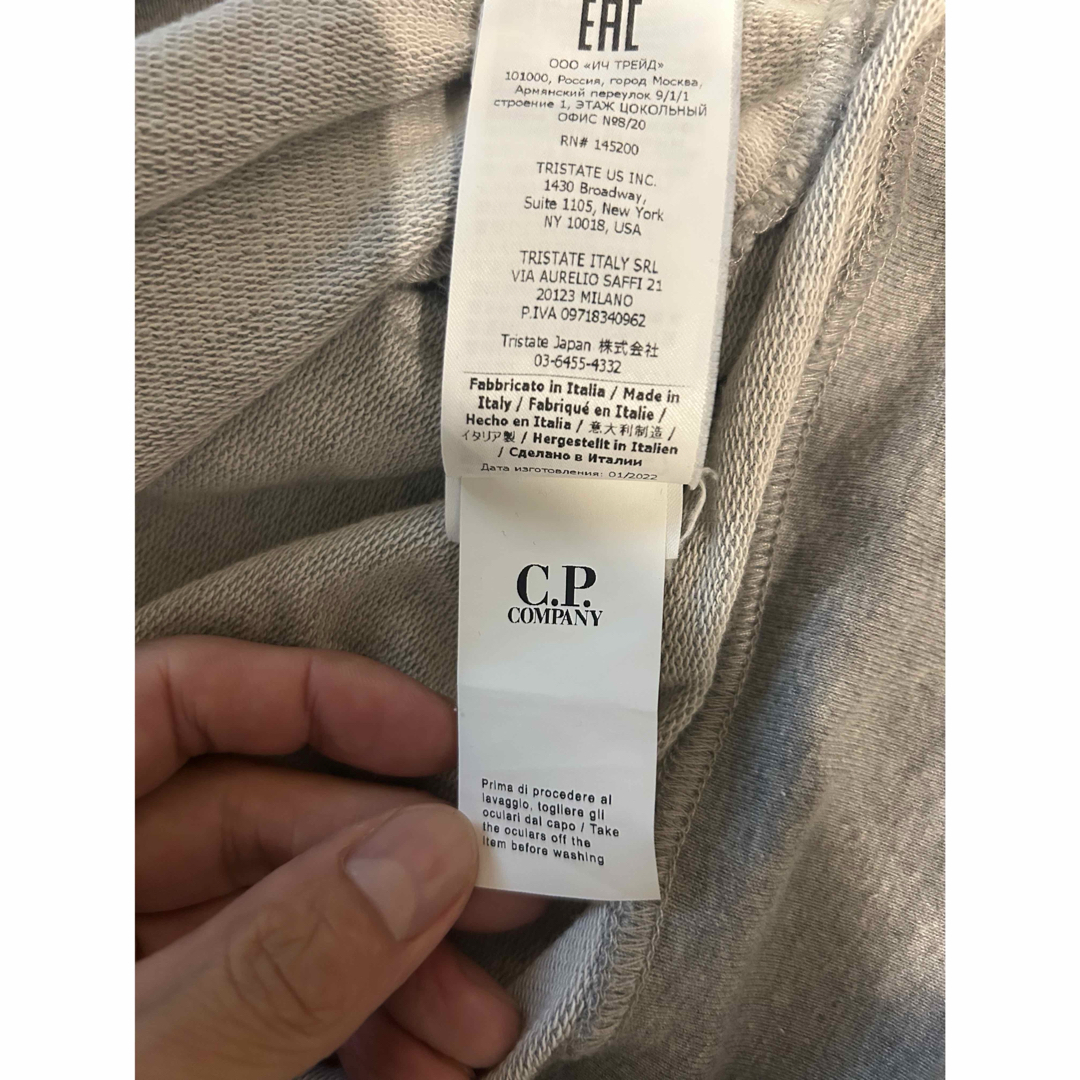 EAC
ООО «ИЧ ТРЕЙД»
101000, Россия, город Москва,
Армянский переулок 9/1/1
строение 1, ЭТАЖ ЦОКОЛЬНЫЙ
ОФИС №8/20
RN# 145200
TRISTATE US INC.
1430 Broadway,
Suite 1105, New York
NY 10018, USA
TRISTATE ITALY SRL
VIA AURELIO SAFFI 21
20123 MILANO
P.IVA 09718340962
Tristate Japan 株式会社
03-6455-4332
Fabbricato in Italia / Made in
Italy / Fabriqué en Italie /
Hecho en Italia / 意大利制造 /
イタリア製 / Hergestellt in Italien
/ Сделано в Италии
Дата изготовления: 01/2022
C.P.
COMPANY
Prima di procedere al
lavaggio, togliere gli
oculari dal capo / Take
the oculars off the
item before washing